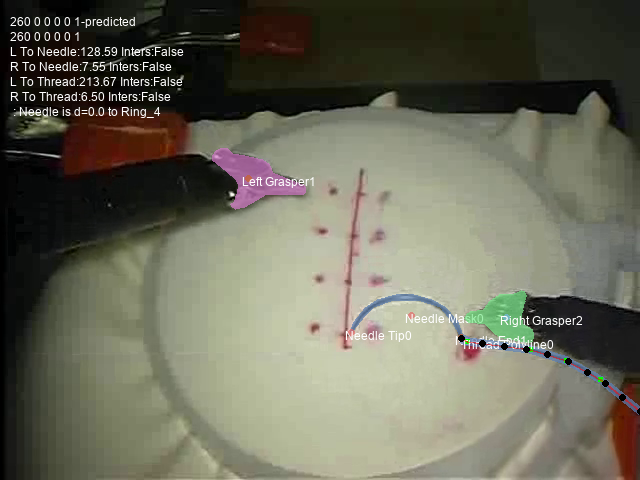 260 0 0 0 0 1-predicted
260 0 0 0 0 1
L To Needle:128.59 Inters:False
R To Needle:7.55 Inters:False
L To Thread:213.67 Inters:False
R To Thread:6.50 Inters:False
: Needle is d=0.0 to Ring_4
Left Grasper1
Needle Mask0
Right Grasper2
Needle Tip0